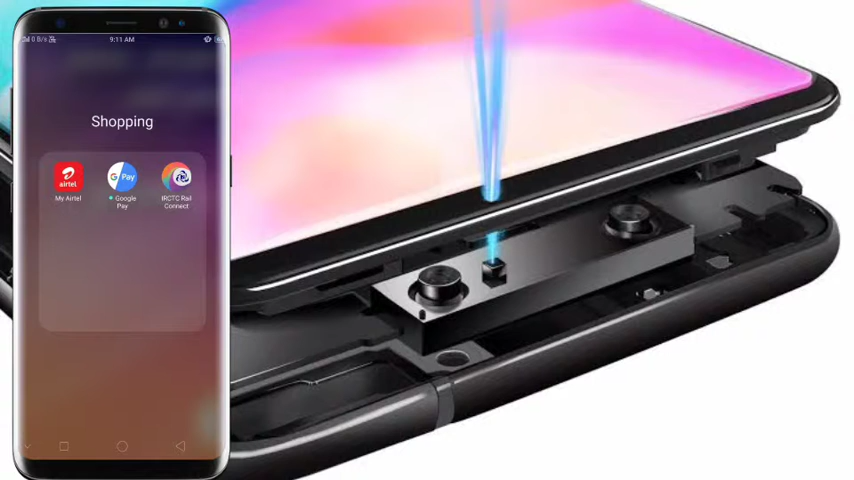 9:11 AM
Shopping
airtel
G Pay
My Airtel
Google
Pay
IRCTC Rail
Connect